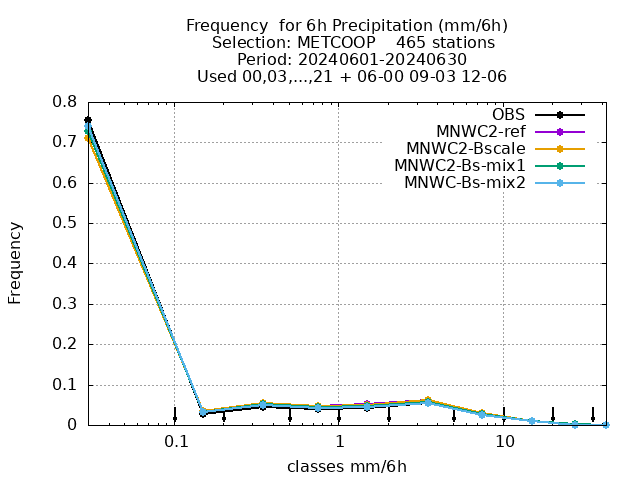 Frequency  for 6h Precipitation (mm/6h)
Selection: METCOOP    465 stations
Period: 20240601-20240630
Used 00,03,...,21 + 06-00 09-03 12-06
OBS
MNWC2-ref
MNWC2-Bscale
MNWC2-Bs-mix1
MNWC-Bs-mix2
0.8
0.7
0.6
0.5
0.4
0.3
0.2
0.1
0
Frequency
0.1 1 10
classes mm/6h